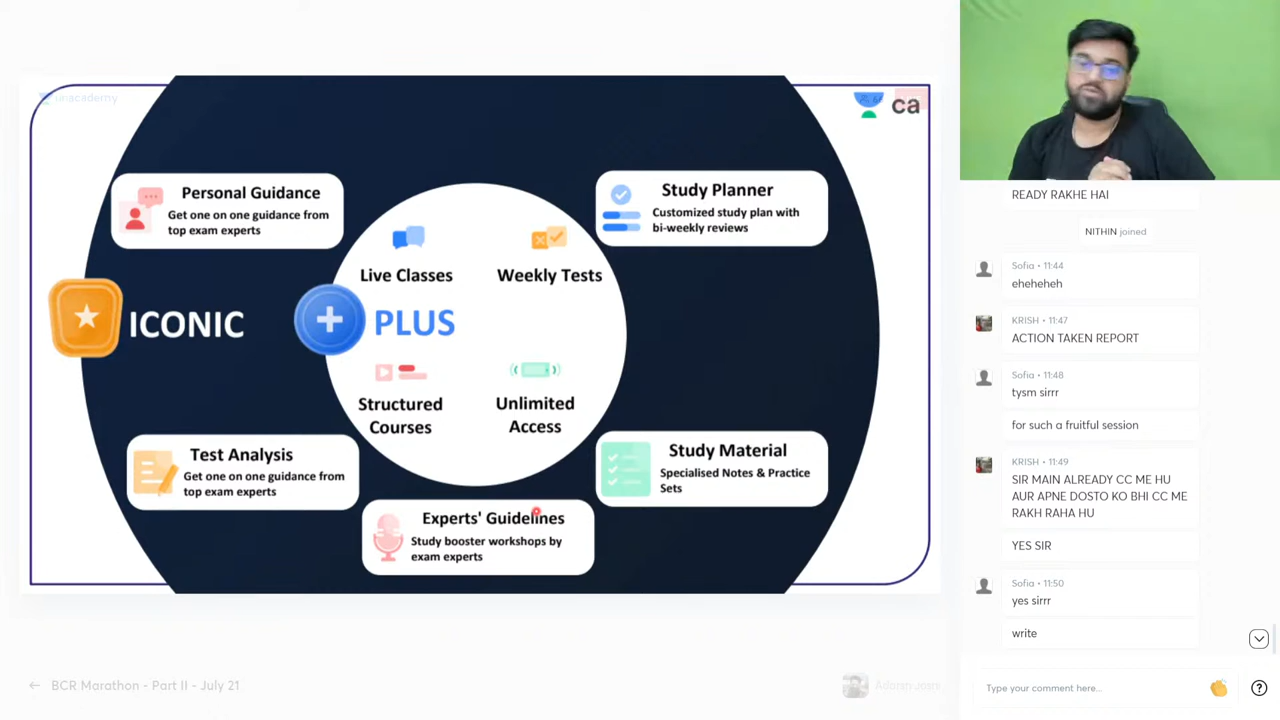 unacademy
ca
Personal Guidance
Get one on one guidance from
top exam experts
Study Planner
Customized study plan with
bi-weekly reviews
Live Classes
Weekly Tests
ICONIC
PLUS
Structured
Courses
Unlimited
Access
Test Analysis
Get one on one guidance from
top exam experts
Study Material
Specialised Notes & Practice
Sets
Experts' Guidelines
Study booster workshops by
exam experts
BCR Marathon - Part II - July 21
READY RAKHE HAI
NITHIN joined
Sofia • 11:44
eheheheh
KRISH • 11:47
ACTION TAKEN REPORT
Sofia • 11:48
tysm sirrr
for such a fruitful session
KRISH • 11:49
SIR MAIN ALREADY CC ME HU
AUR APNE DOSTO KO BHI CC ME
RAKH RAHA HU
YES SIR
Sofia • 11:50
yes sirrr
write
Type your comment here...